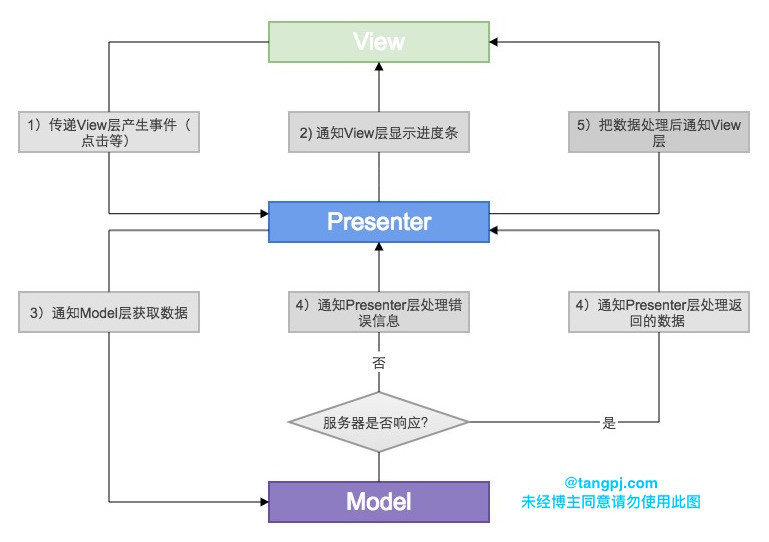 View
1）传递View层产生事件（
点击等）
2) 通知View层显示进度条
5）把数据处理后通知View
层
Presenter
3）通知Model层获取数据
4）通知Presenter层处理错
误信息
4）通知Presenter层处理返
回的数据
否
服务器是否响应?
是
Model
@tangpj.com
未经博主同意请勿使用此图